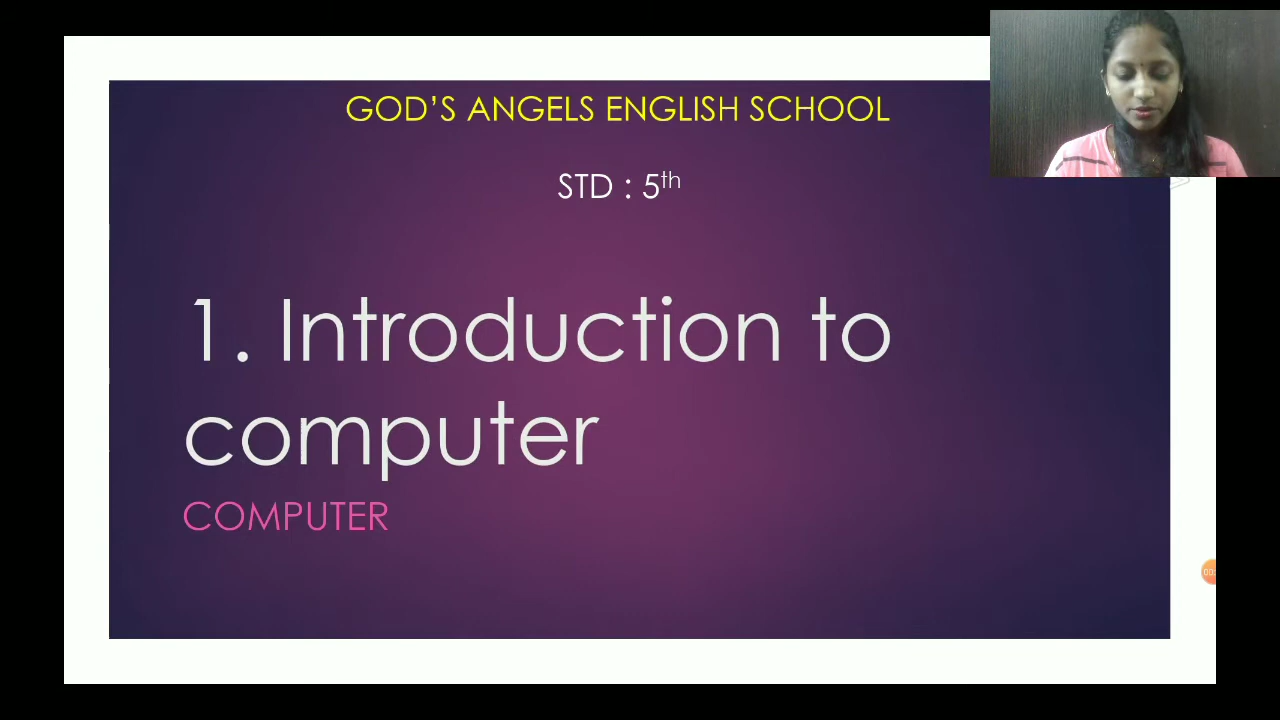 GOD’S ANGELS ENGLISH SCHOOL
STD : 5th
1. Introduction to
computer
COMPUTER